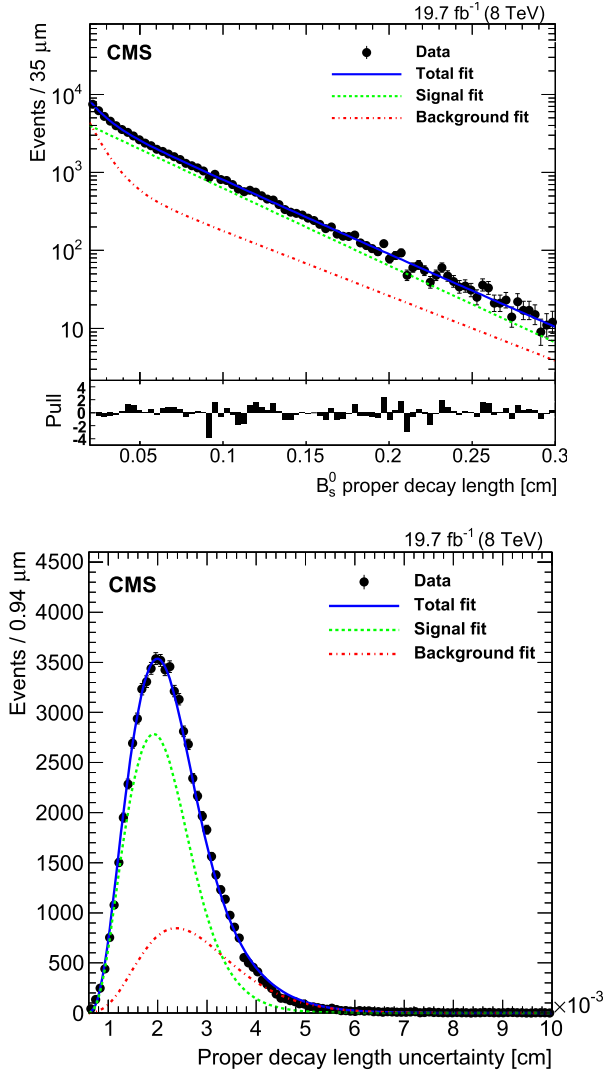 19.7 fb⁻¹ (8 TeV)
CMS
Data
Total fit
Signal fit
Background fit
Events / 35 μm
10⁴
10³
10²
10
Pull
4
2
0
-2
-4
0.05 0.1 0.15 0.2 0.25 0.3
B⁰ₛ proper decay length [cm]
19.7 fb⁻¹ (8 TeV)
CMS
Data
Total fit
Signal fit
Background fit
Events / 0.94 μm
4500
4000
3500
3000
2500
2000
1500
1000
500
0
1 2 3 4 5 6 7 8 9 10
×10⁻³
Proper decay length uncertainty [cm]